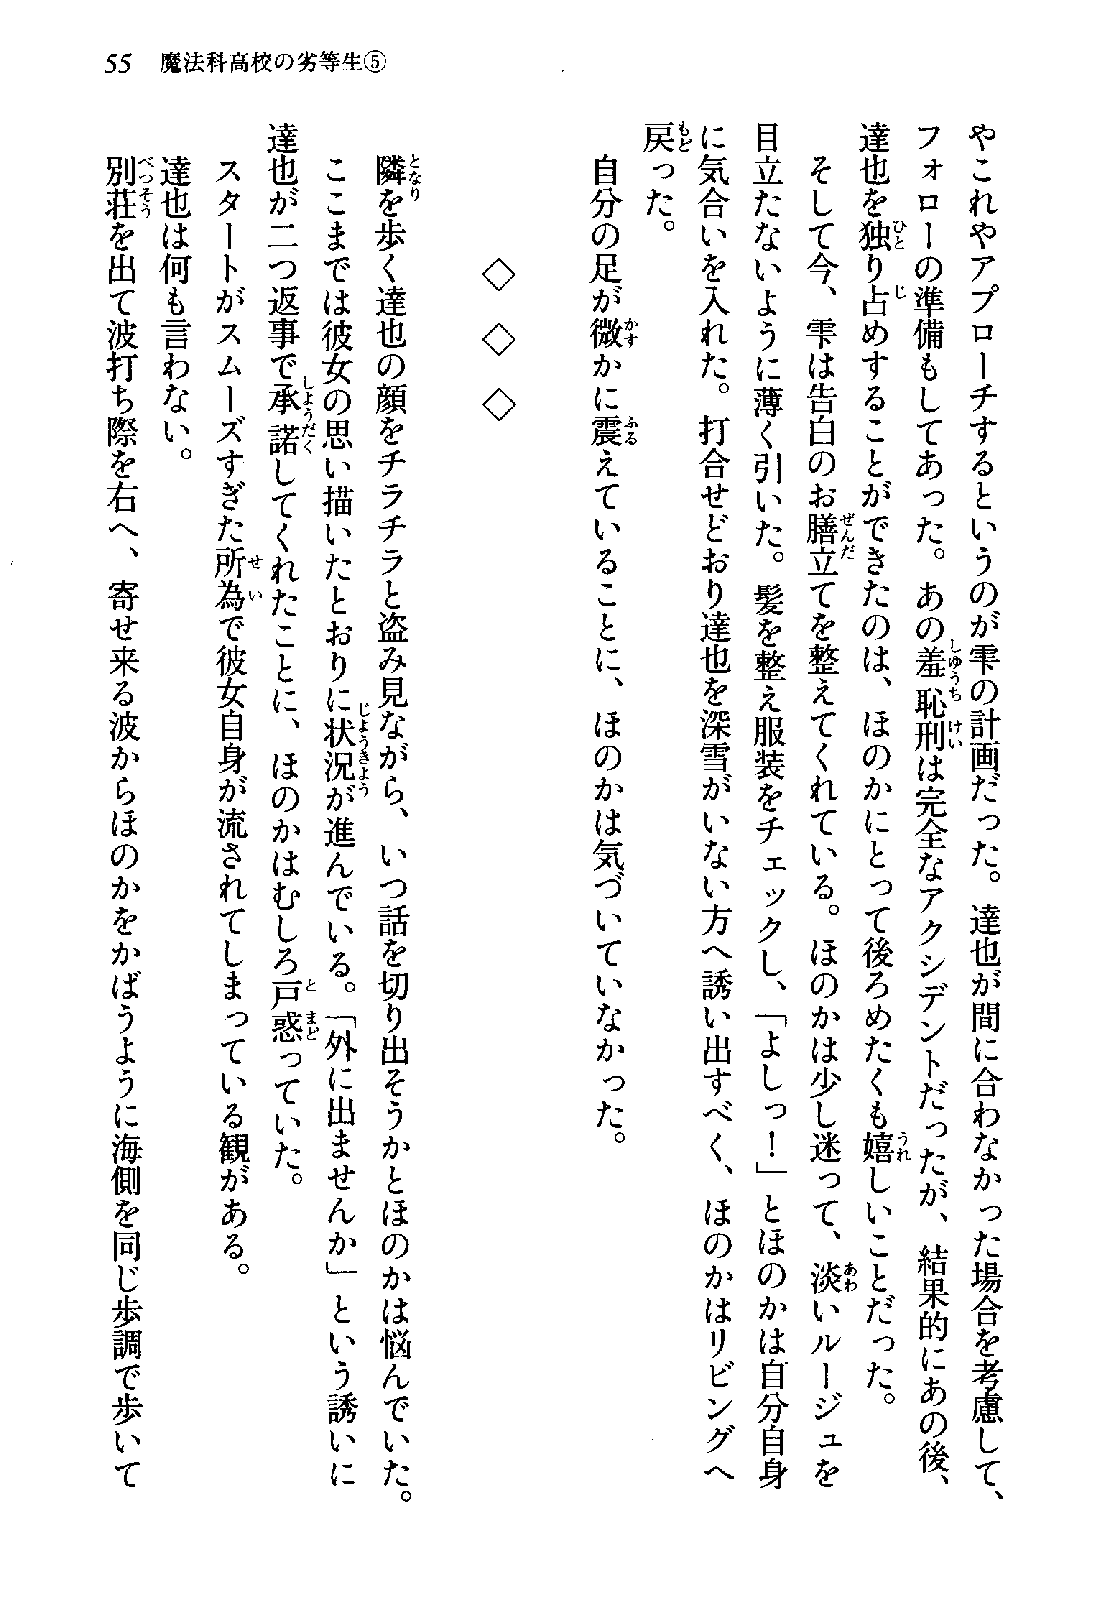 55 魔法科高校の劣等生⑤
やこれやアプローチするというのが雫の計画だった。達也が間に合わなかった場合を考慮して、
フォローの準備もしてあった。あの羞恥刑は完全なアクシデントだったが、結果的にあの後、
達也を独り占めすることができたのは、ほのかにとって後ろめたくも嬉しいことだった。
そして今、雫は告白のお膳立てを整えてくれている。ほのかは少し迷って、淡いルージュを
目立たないように薄く引いた。髪を整え服装をチェックし、「よしっ！」とほのかは自分自身
に気合いを入れた。打合せどおり達也を深雪がいない方へ誘い出すべく、ほのかはリビングへ
戻った。
自分の足が微かに震えていることに、ほのかは気づいていなかった。
◇ ◇ ◇
隣を歩く達也の顔をチラチラと盗み見ながら、いつ話を切り出そうかとほのかは悩んでいた。
ここまでは彼女の思い描いたとおりに状況が進んでいる。「外に出ませんか」という誘いに
達也が二つ返事で承諾してくれたことに、ほのかはむしろ戸惑っていた。
スタートがスムーズすぎた所為で彼女自身が流されてしまっている観がある。
達也は何も言わない。
別荘を出て波打ち際を右へ、寄せ来る波からほのかをかばうように海側を同じ歩調で歩いて